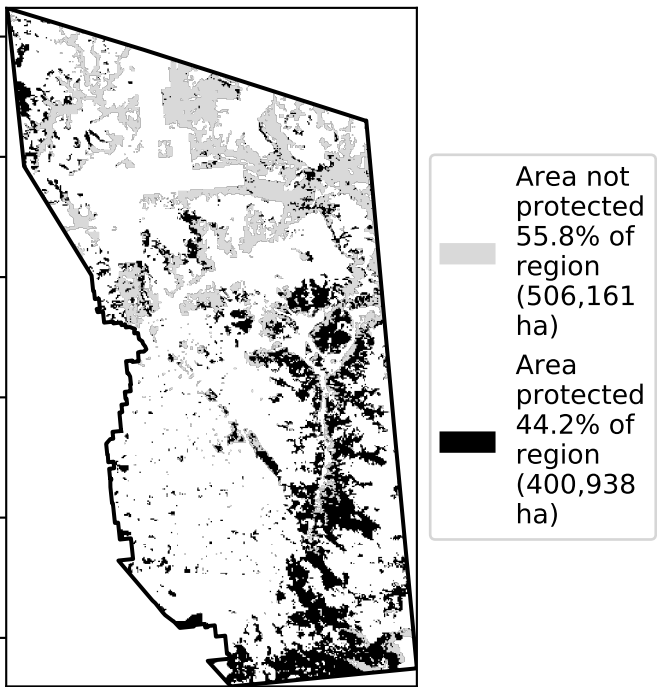 Area not
protected
55.8% of
region
(506,161
ha)
Area
protected
44.2% of
region
(400,938
ha)